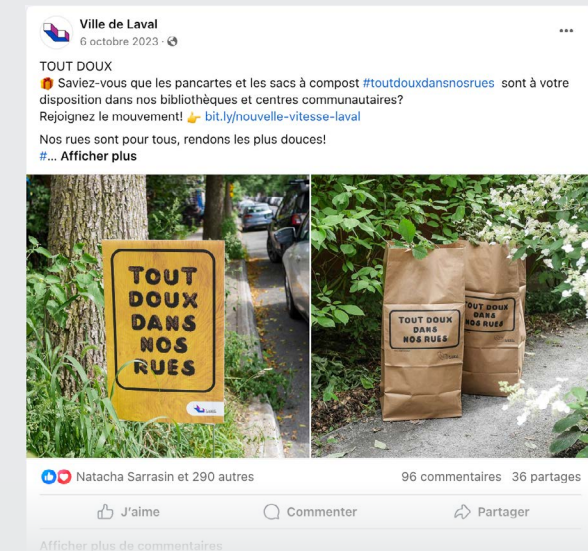 Ville de Laval
6 octobre 2023 ·
TOUT DOUX
🎁 Saviez-vous que les pancartes et les sacs à compost #toutdouxdansnosrues sont à votre
disposition dans nos bibliothèques et centres communautaires?
Rejoignez le mouvement! 👉 bit.ly/nouvelle-vitesse-laval
Nos rues sont pour tous, rendons les plus douces!
#... Afficher plus
TOUT
DOUX
DANS
NOS
RUES
TOUT DOUX
DANS
NOS RUES
TOUT DOUX
DANS
NOS RUES
Natacha Sarrasin et 290 autres
96 commentaires 36 partages
J'aime
Commenter
Partager
Afficher plus de commentaires